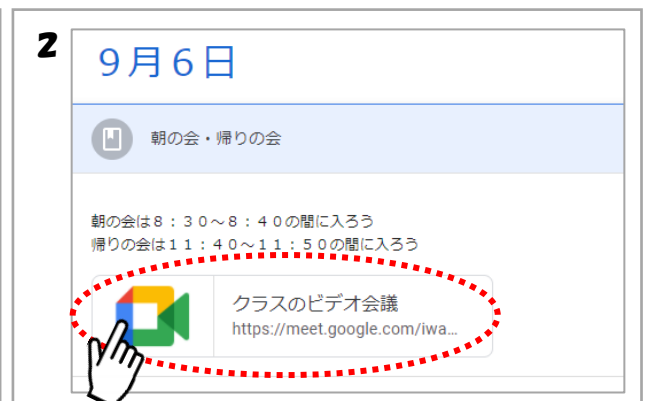 2
9月6日
朝の会・帰りの会
朝の会は８：３０～８：４０の間に入ろう
帰りの会は１１：４０～１１：５０の間に入ろう
クラスのビデオ会議
https://meet.google.com/iwa...